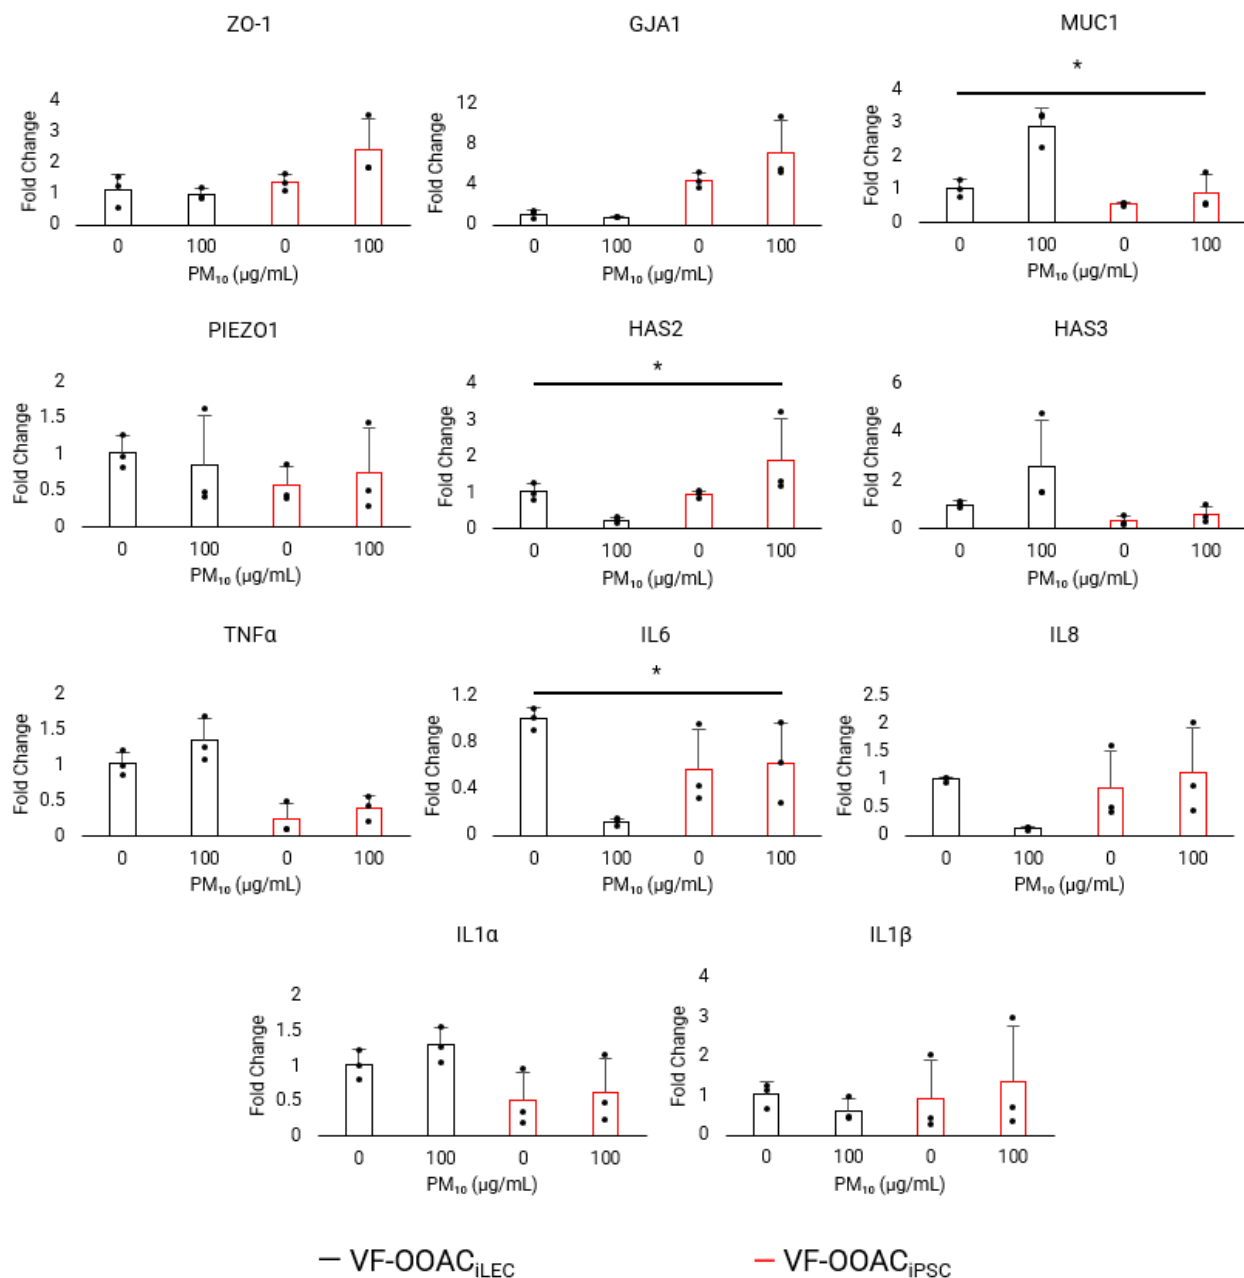 ZO-1
GJA1
MUC1
Fold Change
4
3
2
1
0
0
100
0
100
PM₁₀ (µg/mL)
Fold Change
12
8
4
0
0
100
0
100
PM₁₀ (µg/mL)
Fold Change
4
3
2
1
0
*
0
100
0
100
PM₁₀ (µg/mL)
PIEZO1
HAS2
HAS3
Fold Change
2
1.5
1
0.5
0
0
100
0
100
PM₁₀ (µg/mL)
Fold Change
4
3
2
1
0
*
0
100
0
100
PM₁₀ (µg/mL)
Fold Change
6
4
2
0
0
100
0
100
PM₁₀ (µg/mL)
TNFα
IL6
IL8
Fold Change
2
1.5
1
0.5
0
0
100
0
100
PM₁₀ (µg/mL)
Fold Change
1.2
0.8
0.4
0
*
0
100
0
100
PM₁₀ (µg/mL)
Fold Change
2.5
2
1.5
1
0.5
0
0
100
0
100
PM₁₀ (µg/mL)
IL1α
IL1β
Fold Change
2
1.5
1
0.5
0
0
100
0
100
PM₁₀ (µg/mL)
Fold Change
4
3
2
1
0
0
100
0
100
PM₁₀ (µg/mL)
VF-OOACiLEC
VF-OOACiPSC